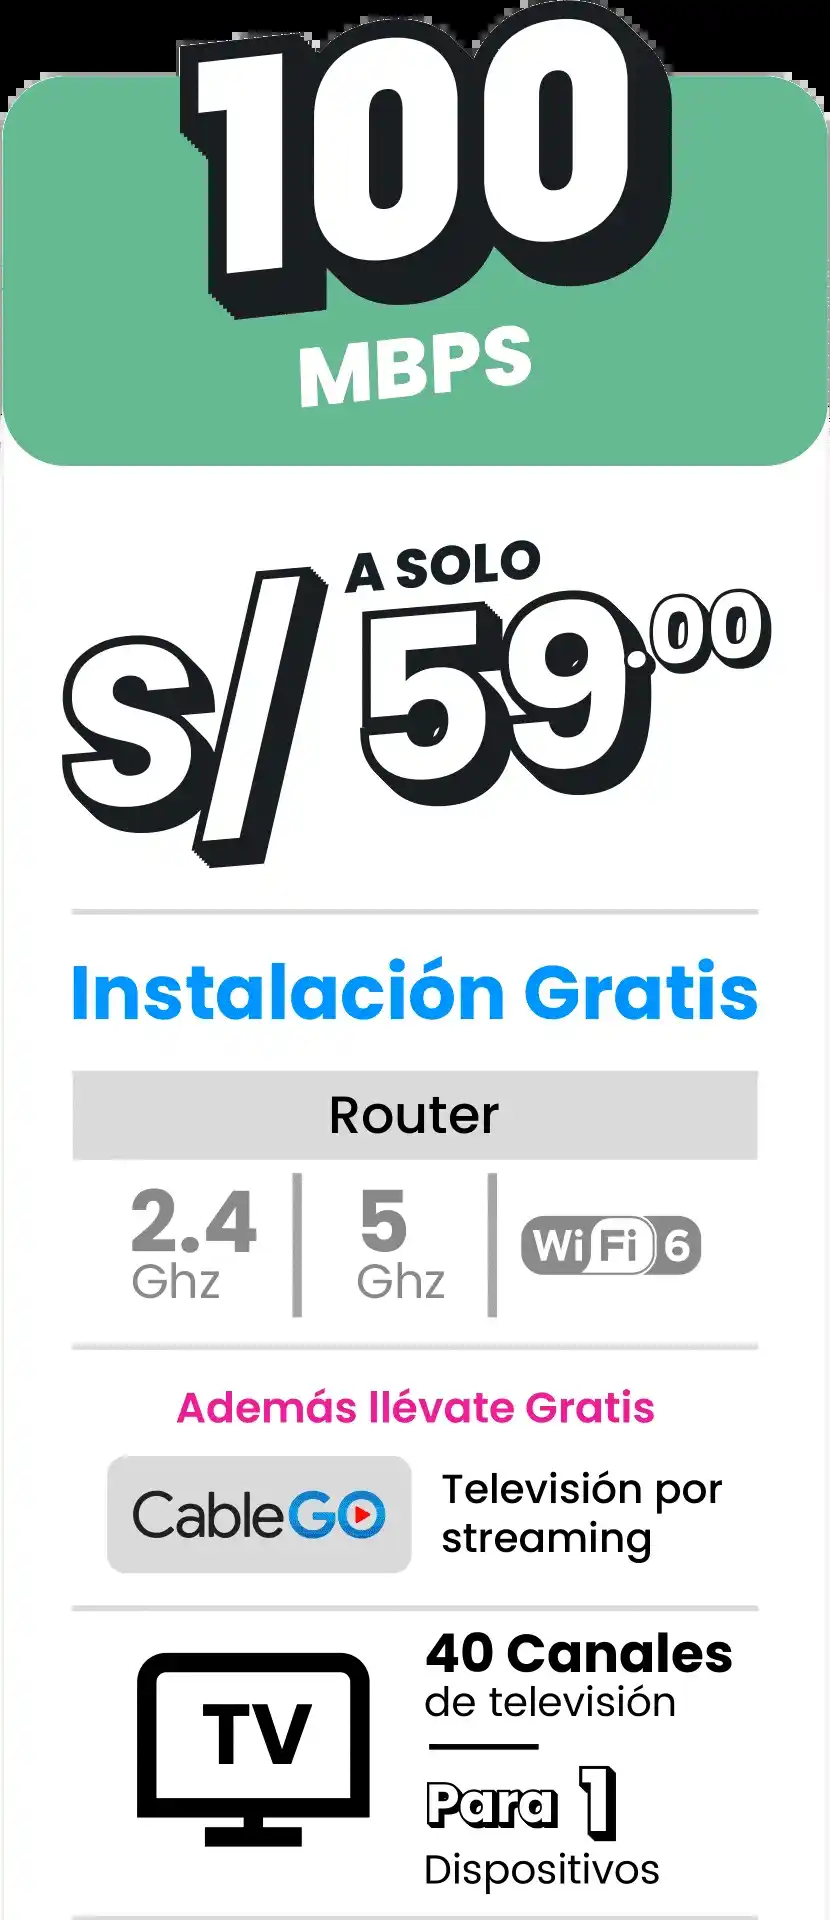 100
MBPS
A SOLO
S/ 59.00
Instalación Gratis
Router
2.4
Ghz
5
Ghz
WiFi 6
Además llévate Gratis
CableGO
Televisión por
streaming
TV
40 Canales
de televisión
Para 1
Dispositivos